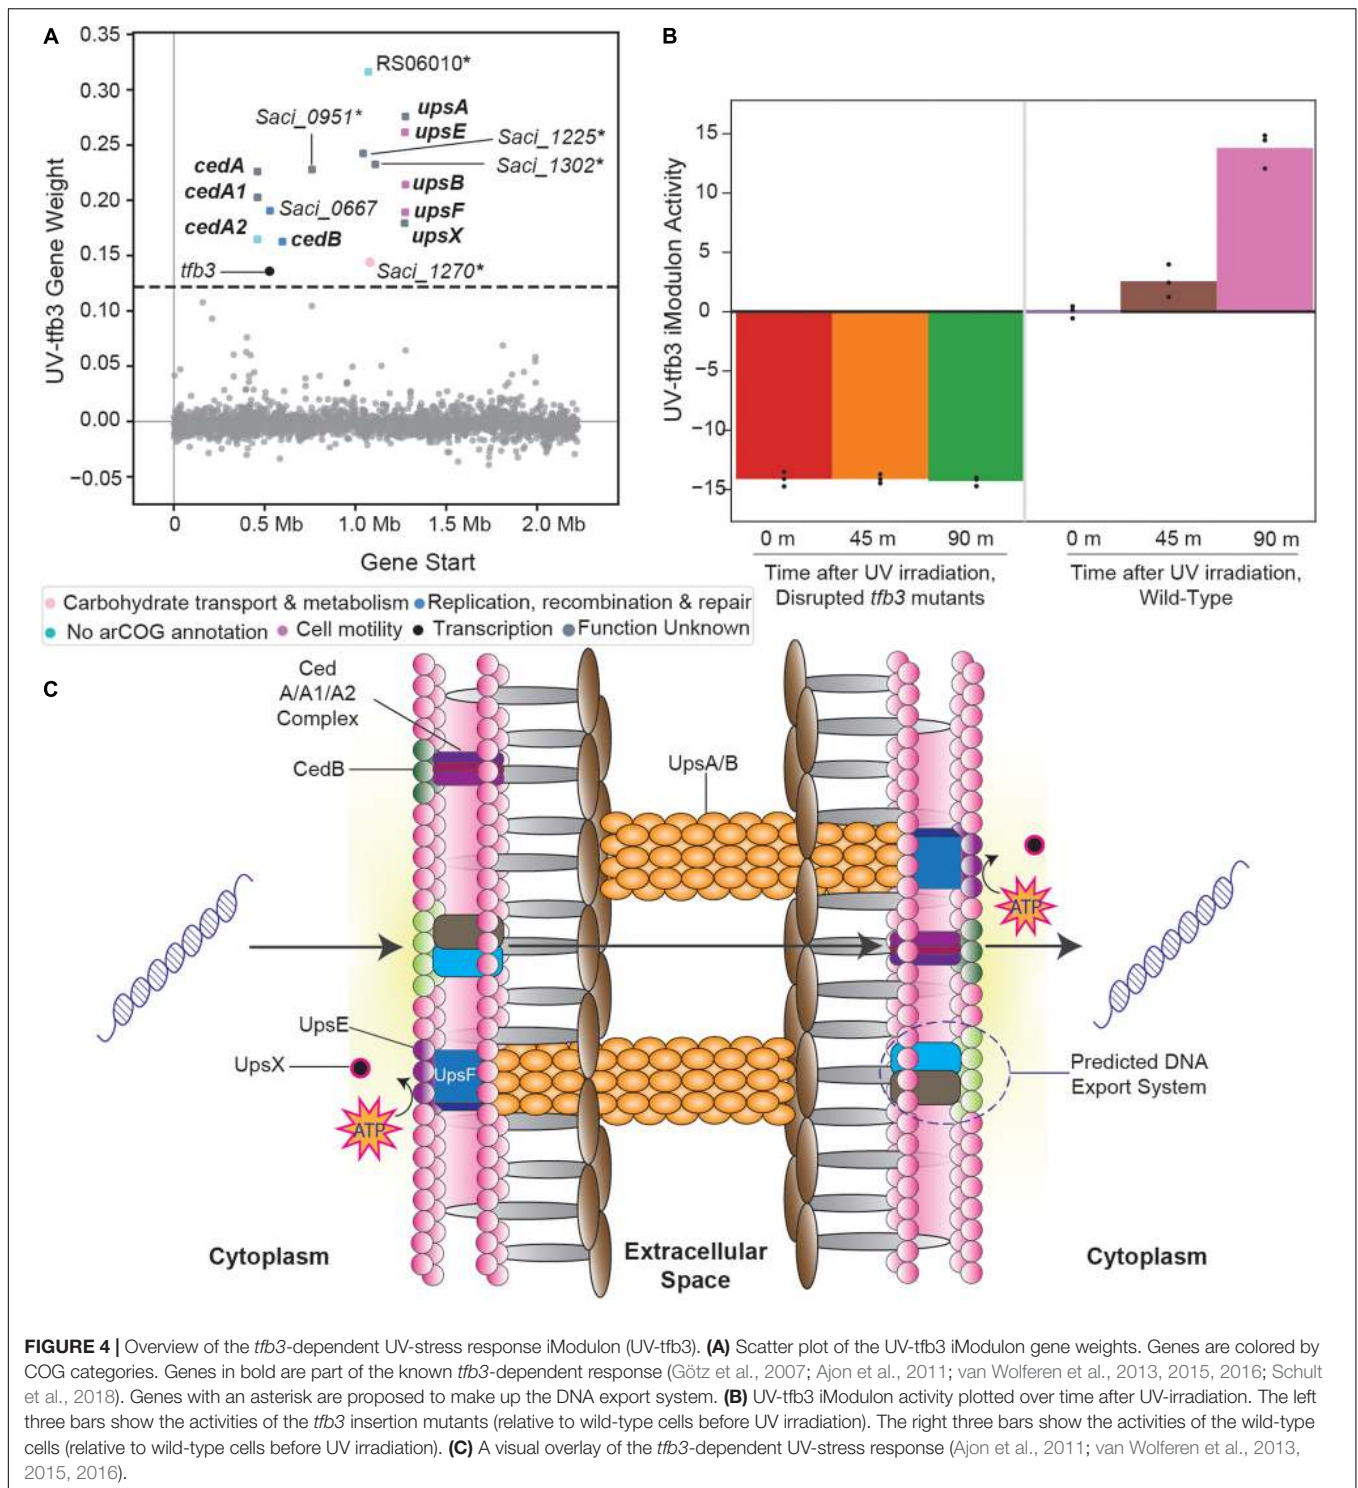 A
0.35
0.30
0.25
0.20
0.15
0.10
0.05
0.00
−0.05
UV-tfb3 Gene Weight
RS06010*
Saci_0951*
upsA
upsE
Saci_1225*
Saci_1302*
cedA
cedA1
upsB
Saci_0667
upsF
cedA2
cedB
upsX
tfb3
Saci_1270*
0
0.5 Mb
1.0 Mb
1.5 Mb
2.0 Mb
Gene Start
Carbohydrate transport & metabolism
Replication, recombination & repair
No arCOG annotation
Cell motility
Transcription
Function Unknown
B
15
10
5
0
−5
−10
−15
UV-tfb3 iModulon Activity
0 m
45 m
90 m
0 m
45 m
90 m
Time after UV irradiation,
Disrupted tfb3 mutants
Time after UV irradiation,
Wild-Type
C
Ced
A/A1/A2
Complex
CedB
UpsA/B
ATP
UpsE
UpsX
UpsF
ATP
Predicted DNA
Export System
Cytoplasm
Extracellular
Space
Cytoplasm
FIGURE 4 | Overview of the tfb3-dependent UV-stress response iModulon (UV-tfb3). (A) Scatter plot of the UV-tfb3 iModulon gene weights. Genes are colored by
COG categories. Genes in bold are part of the known tfb3-dependent response (Götz et al., 2007; Ajon et al., 2011; van Wolferen et al., 2013, 2015, 2016; Schult
et al., 2018). Genes with an asterisk are proposed to make up the DNA export system. (B) UV-tfb3 iModulon activity plotted over time after UV-irradiation. The left
three bars show the activities of the tfb3 insertion mutants (relative to wild-type cells before UV irradiation). The right three bars show the activities of the wild-type
cells (relative to wild-type cells before UV irradiation). (C) A visual overlay of the tfb3-dependent UV-stress response (Ajon et al., 2011; van Wolferen et al., 2013,
2015, 2016).